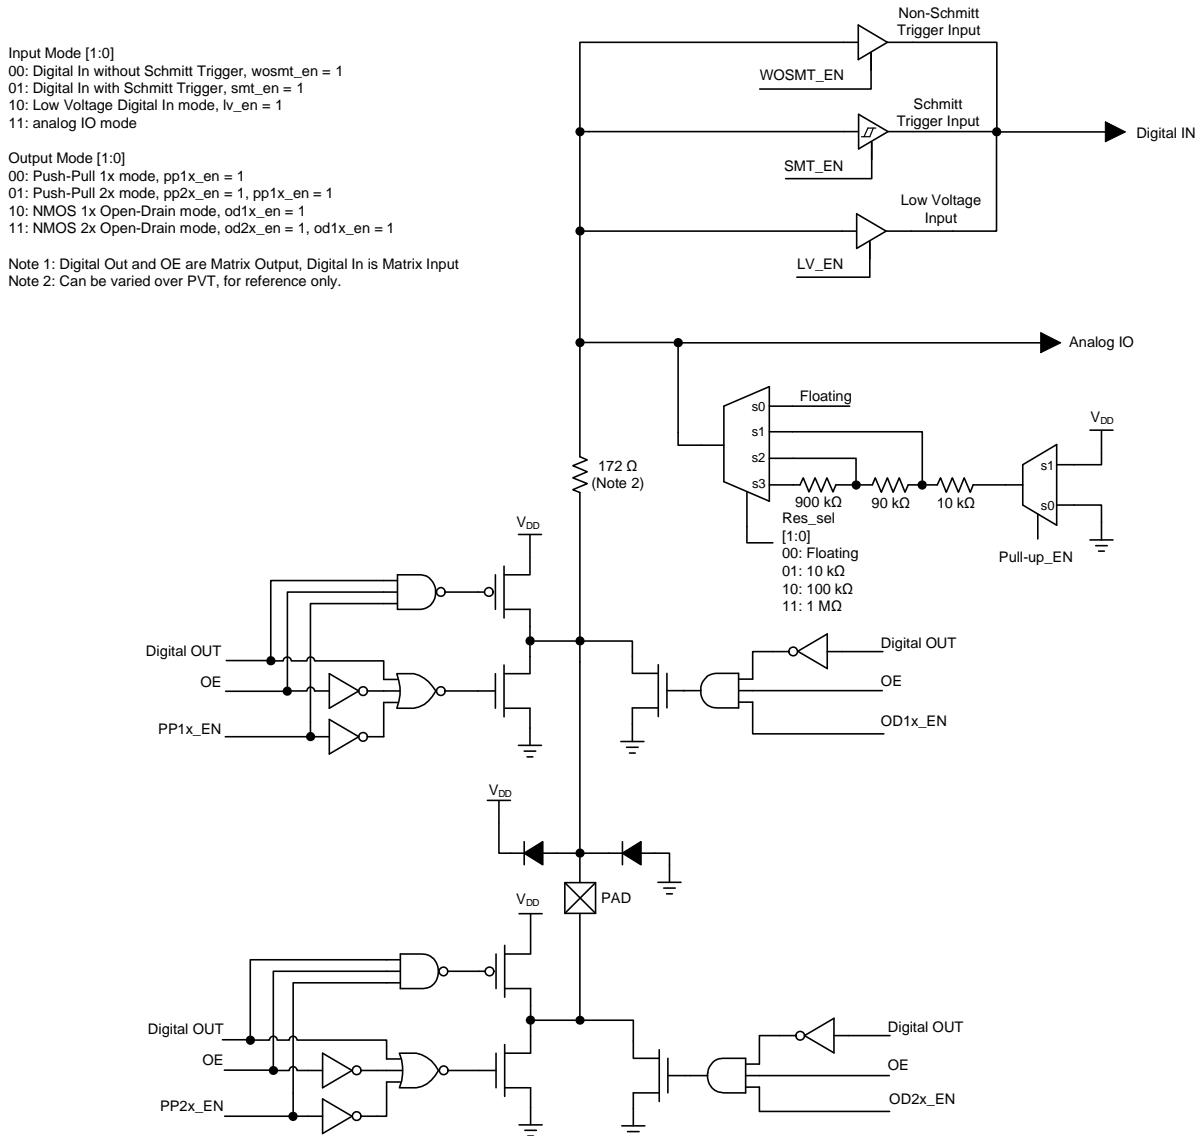 Input Mode [1:0]
00: Digital In without Schmitt Trigger, wosmt_en = 1
01: Digital In with Schmitt Trigger, smt_en = 1
10: Low Voltage Digital In mode, lv_en = 1
11: analog IO mode
Output Mode [1:0]
00: Push-Pull 1x mode, pp1x_en = 1
01: Push-Pull 2x mode, pp2x_en = 1, pp1x_en = 1
10: NMOS 1x Open-Drain mode, od1x_en = 1
11: NMOS 2x Open-Drain mode, od2x_en = 1, od1x_en = 1
Note 1: Digital Out and OE are Matrix Output, Digital In is Matrix Input
Note 2: Can be varied over PVT, for reference only.
Non-Schmitt
Trigger Input
WOSMT_EN
Schmitt
Trigger Input
SMT_EN
Digital IN
Low Voltage
Input
LV_EN
Analog IO
Floating
s0
s1
s2
s3
900 kΩ
90 kΩ
10 kΩ
VDD
s1
s0
Pull-up_EN
Res_sel
[1:0]
00: Floating
01: 10 kΩ
10: 100 kΩ
11: 1 MΩ
172 Ω
(Note 2)
VDD
Digital OUT
OE
PP1x_EN
Digital OUT
OE
OD1x_EN
VDD
PAD
VDD
Digital OUT
OE
PP2x_EN
Digital OUT
OE
OD2x_EN